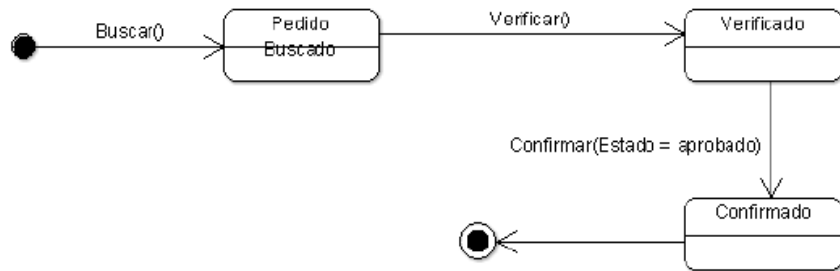 Buscar()
Pedido
Buscado
Verificar()
Verificado
Confirmar(Estado = aprobado)
Confirmado